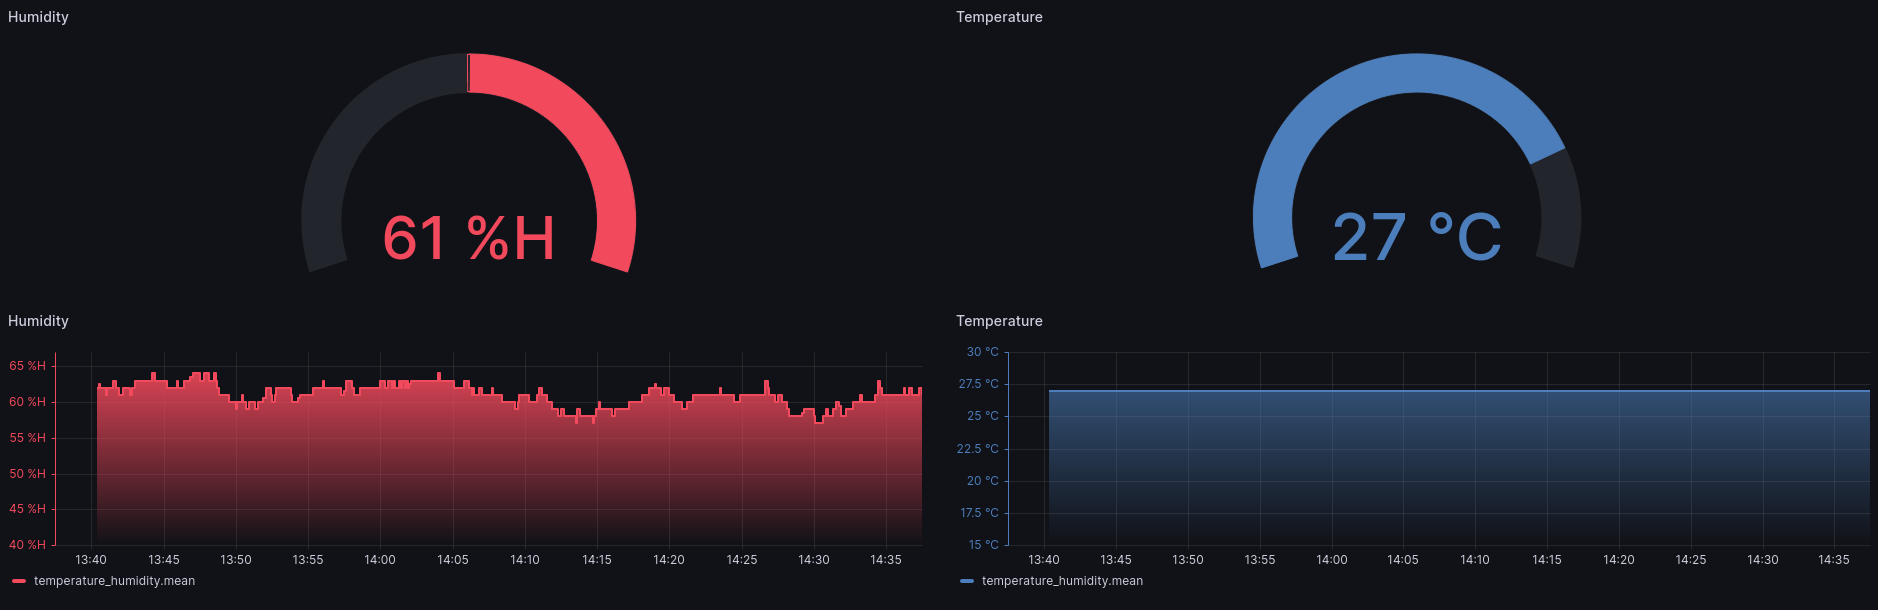 Humidity
Temperature
61 %H
27 °C
Humidity
Temperature
65 %H
60 %H
55 %H
50 %H
45 %H
40 %H
13:40 13:45 13:50 13:55 14:00 14:05 14:10 14:15 14:20 14:25 14:30 14:35
temperature_humidity.mean
30 °C
27.5 °C
25 °C
22.5 °C
20 °C
17.5 °C
15 °C
13:40 13:45 13:50 13:55 14:00 14:05 14:10 14:15 14:20 14:25 14:30 14:35
temperature_humidity.mean